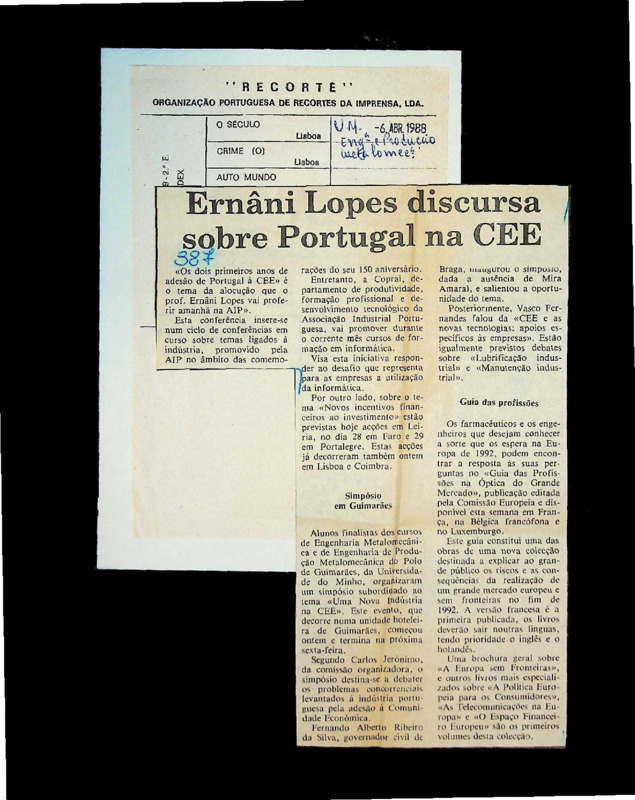 "RECORTE"
ORGANIZAÇÃO PORTUGUESA DE RECORTES DA IMPRENSA, LDA.
9-2.º E.
DEX
O SÉCULO
Lisboa
CRIME (O)
Lisboa
AUTO MUNDO
U.M. -6. ABR. 1988
Engª e Produção
Ernâni Lopes discursa
sobre Portugal na CEE
387
«Os dois primeiros anos de
adesão de Portugal à CEE» é
o tema da alocução que o
prof. Ernâni Lopes vai profe-
rir amanhã na AIP».
Esta conferência insere-se
num ciclo de conferências em
curso sobre temas ligados à
indústria, promovido pela
AIP no âmbito das comemo-
rações do seu 150 aniversário.
Entretanto, a Coprai, de-
partamento de produtividade,
formação profissional e de-
senvolvimento tecnológico da
Associação Industrial Portu-
guesa, vai promover durante
o corrente mês cursos de for-
mação em informática.
Visa esta iniciativa respon-
der ao desafio que representa
para as empresas a utilização
da informática.
Por outro lado, sobre o te-
ma «Novos incentivos finan-
ceiros ao investimento» estão
previstas hoje acções em Lei-
ria, no dia 28 em Faro e 29
em Portalegre. Estas acções
já decorreram também ontem
em Lisboa e Coimbra.
Simpósio
em Guimarães
Alunos finalistas dos cursos
de Engenharia Metalomecâni-
ca e de Engenharia de Produ-
ção Metalomecânica do Polo
de Guimarães, da Universida-
de do Minho, organizaram
um simpósio subordinado ao
tema «Uma Nova Indústria
na CEE». Este evento, que
decorre numa unidade hotelei-
ra de Guimarães, começou
ontem e termina na próxima
sexta-feira.
Segundo Carlos Jerónimo,
da comissão organizadora, o
simpósio destina-se a debater
os problemas concorrenciais
levantados à indústria portu-
guesa pela adesão à Comuni-
dade Económica.
Fernando Alberto Ribeiro
da Silva, governador civil de
Braga, inaugurou o simpósio,
dada a ausência de Mira
Amaral, e salientou a oportu-
nidade do tema.
Posteriormente, Vasco Fer-
nandes falou da «CEE e as
novas tecnologias: apoios es-
pecíficos às empresas». Estão
igualmente previstos debates
sobre «Lubrificação indus-
trial» e «Manutenção indus-
trial».
Guia das profissões
Os farmacêuticos e os enge-
nheiros que desejam conhecer
a sorte que os espera na Eu-
ropa de 1992, podem encon-
trar a resposta às suas per-
guntas no «Guia das Profis-
sões na Óptica do Grande
Mercado», publicação editada
pela Comissão Europeia e dis-
ponível esta semana em Fran-
ça, na Bélgica francófona e
no Luxemburgo.
Este guia constitui uma das
obras de uma nova colecção
destinada a explicar ao gran-
de público os riscos e as con-
sequências da realização de
um grande mercado europeu e
sem fronteiras no fim de
1992. A versão francesa é a
primeira publicada, os livros
deverão sair noutras línguas,
tendo prioridade o inglês e o
holandês.
Uma brochura geral sobre
«A Europa sem Fronteiras»,
e outros livros mais especiali-
zados sobre «A Política Euro-
peia para os Consumidores»,
«As Telecomunicações na Eu-
ropa» e «O Espaço Financei-
ro Europeu» são os primeiros
volumes desta colecção.